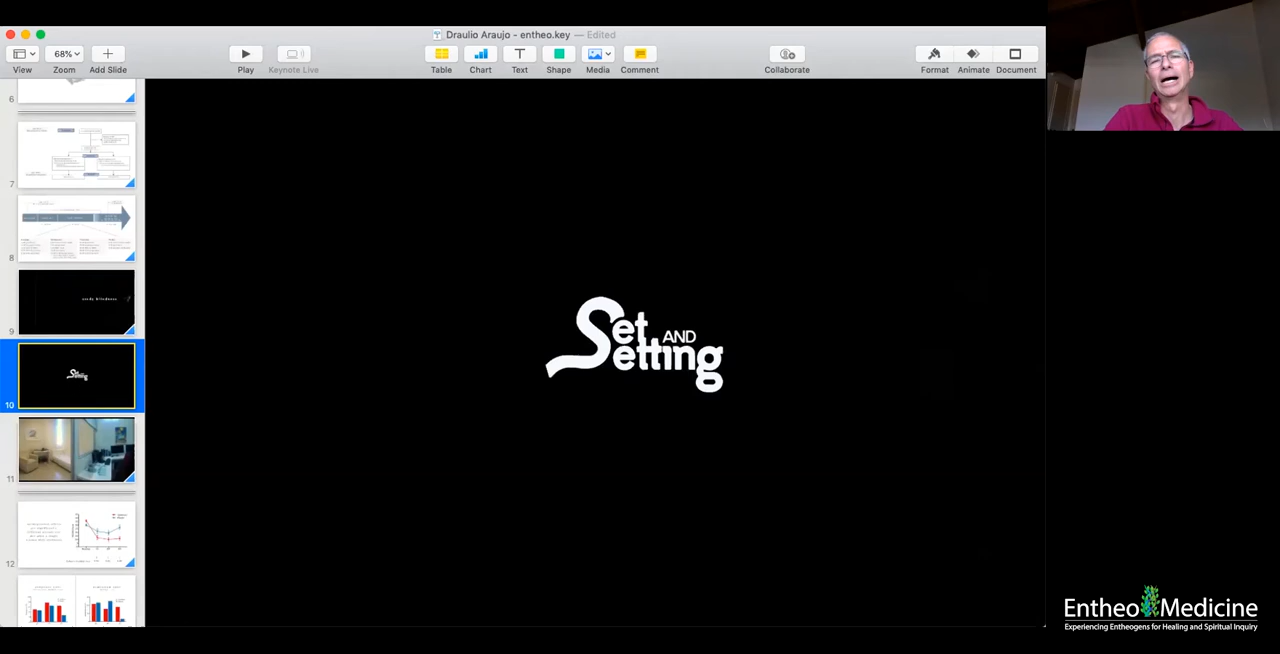 Draulio Araujo - entheo.key — Edited
68%
View
Zoom
Add Slide
Play
Keynote Live
Table
Chart
Text
Shape
Media
Comment
Collaborate
Format
Animate
Document
6
7
8
9
10
11
12
Set AND
Setting
Entheo Medicine
Experiencing Entheogens for Healing and Spiritual Inquiry